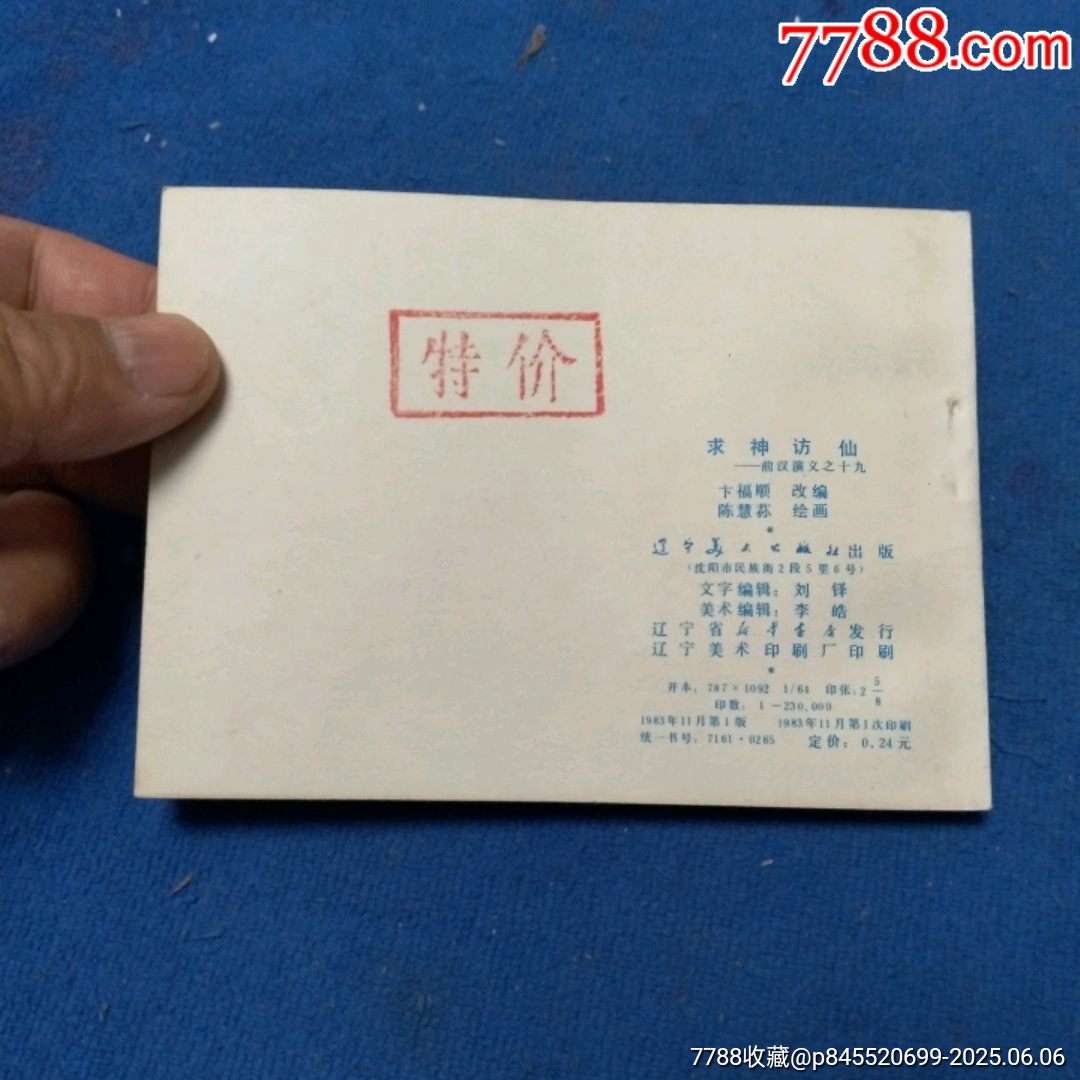 7788.com
特价
求神访仙
——前汉演义之十九
卞福顺 改编
陈慧荪 绘画
*
辽宁美术出版社出版
(沈阳市民族街2段5里6号)
文字编辑：刘铎
美术编辑：李皓
辽宁省新华书店发行
辽宁美术印刷厂印刷
*
开本：787×1092 1/64 印张：2 5/8
印数：1—230,000
1983年11月第1版 1983年11月第1次印刷
统一书号：7161·0265 定价：0.24元
7788收藏@p845520699-2025.06.06